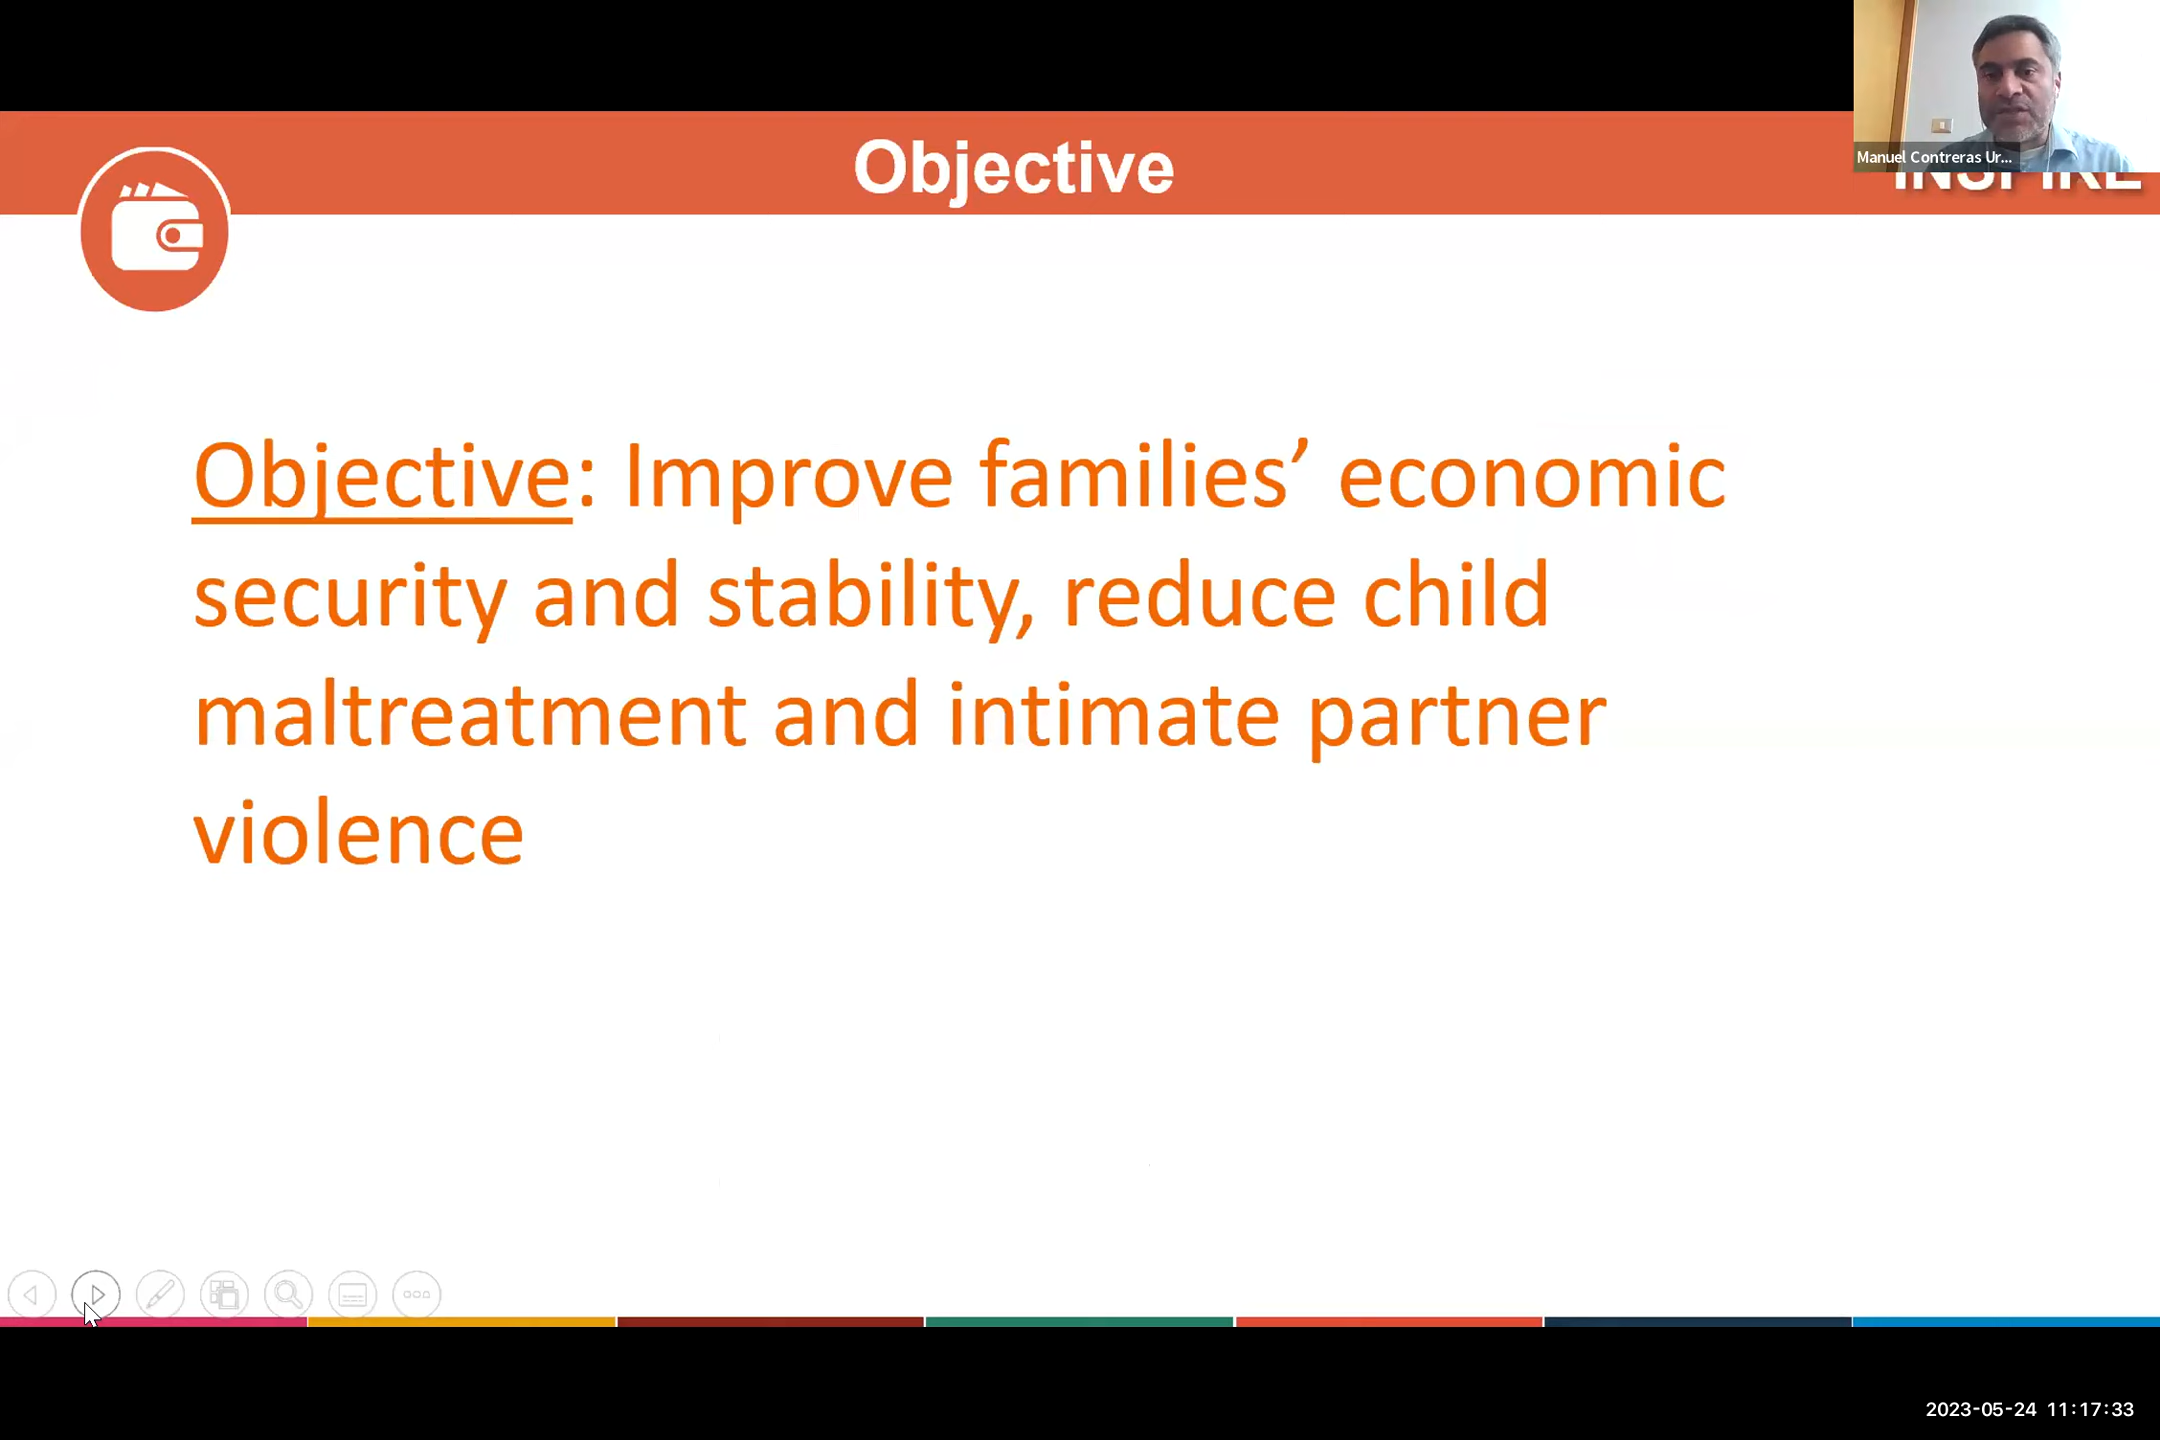 Objective
Manuel Contreras Ur...
INSPIRE
Objective: Improve families’ economic
security and stability, reduce child
maltreatment and intimate partner
violence
2023-05-24 11:17:33